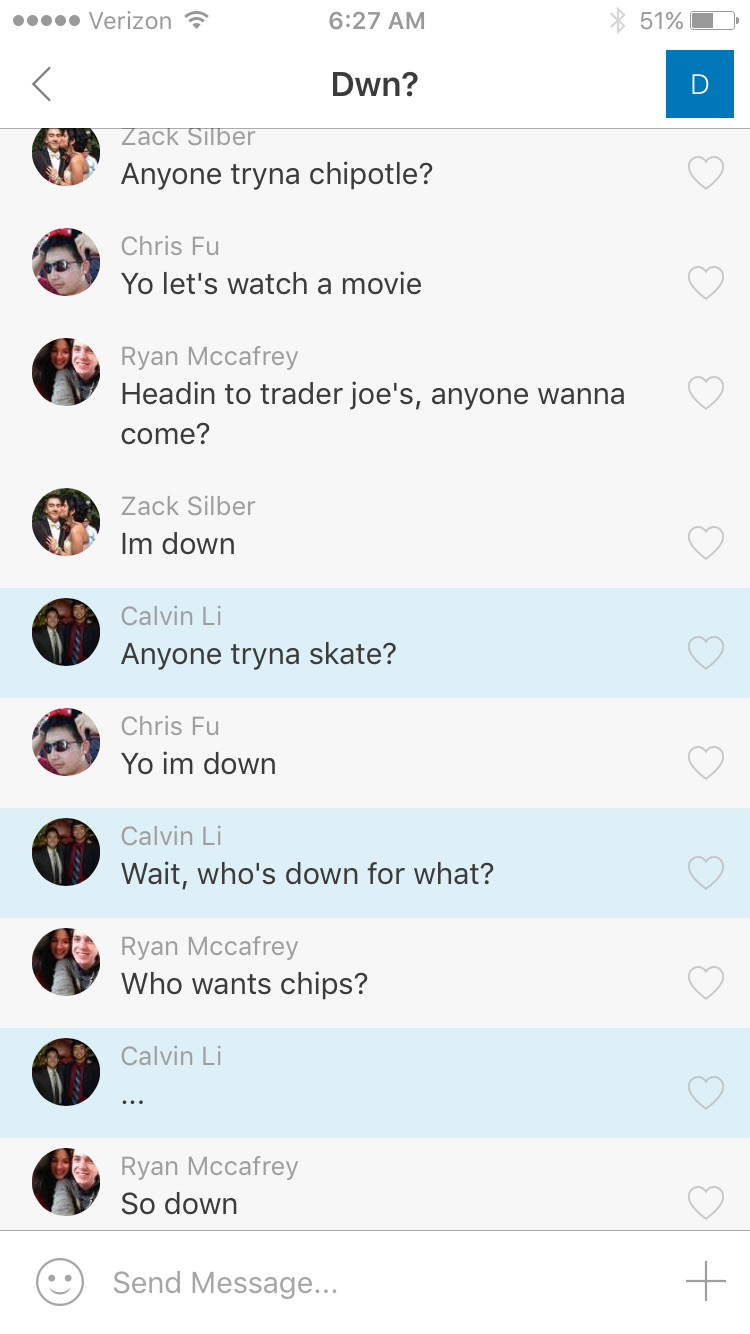 Verizon 6:27 AM 51%
Dwn? D
Zack Silber
Anyone tryna chipotle?
Chris Fu
Yo let's watch a movie
Ryan Mccafrey
Headin to trader joe's, anyone wanna
come?
Zack Silber
Im down
Calvin Li
Anyone tryna skate?
Chris Fu
Yo im down
Calvin Li
Wait, who's down for what?
Ryan Mccafrey
Who wants chips?
Calvin Li
...
Ryan Mccafrey
So down
Send Message...